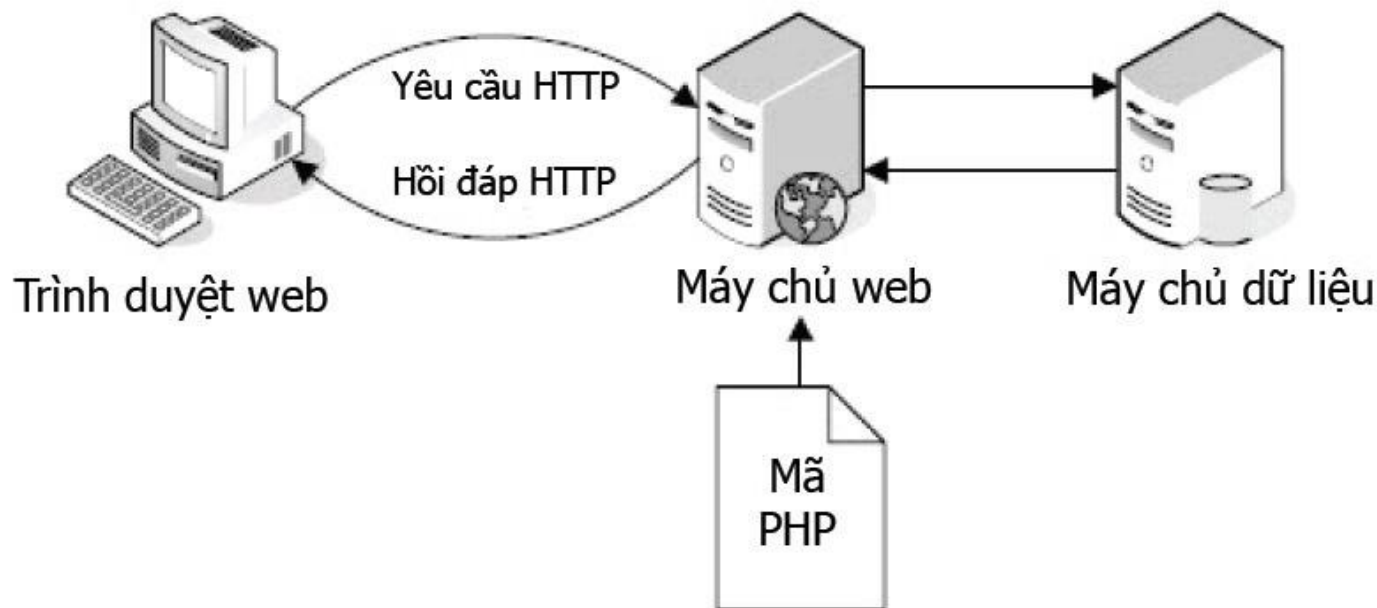 Yêu cầu HTTP
Hồi đáp HTTP
Trình duyệt web
Máy chủ web
Máy chủ dữ liệu
Mã
PHP